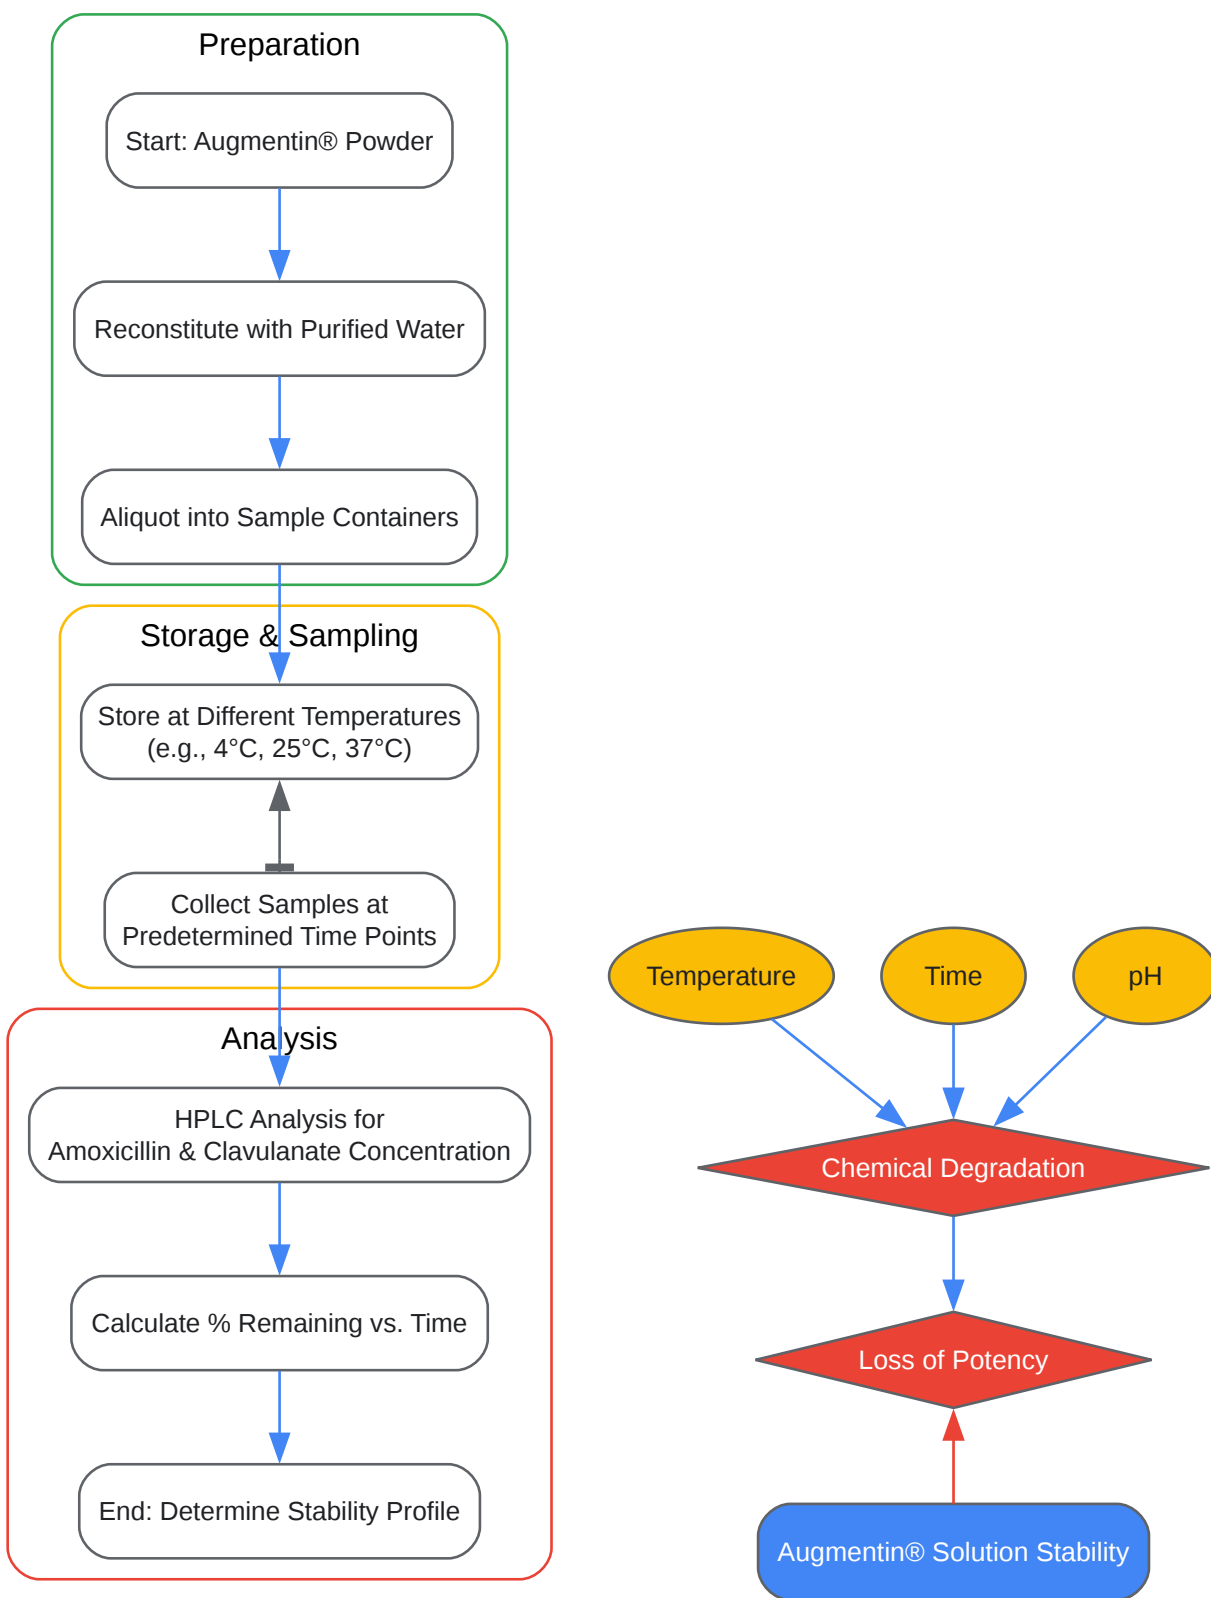 Preparation
Start: Augmentin® Powder
Reconstitute with Purified Water
Aliquot into Sample Containers
Storage & Sampling
Store at Different Temperatures
(e.g., 4°C, 25°C, 37°C)
Collect Samples at
Predetermined Time Points
Analysis
HPLC Analysis for
Amoxicillin & Clavulanate Concentration
Calculate % Remaining vs. Time
End: Determine Stability Profile
Temperature
Time
pH
Chemical Degradation
Loss of Potency
Augmentin® Solution Stability